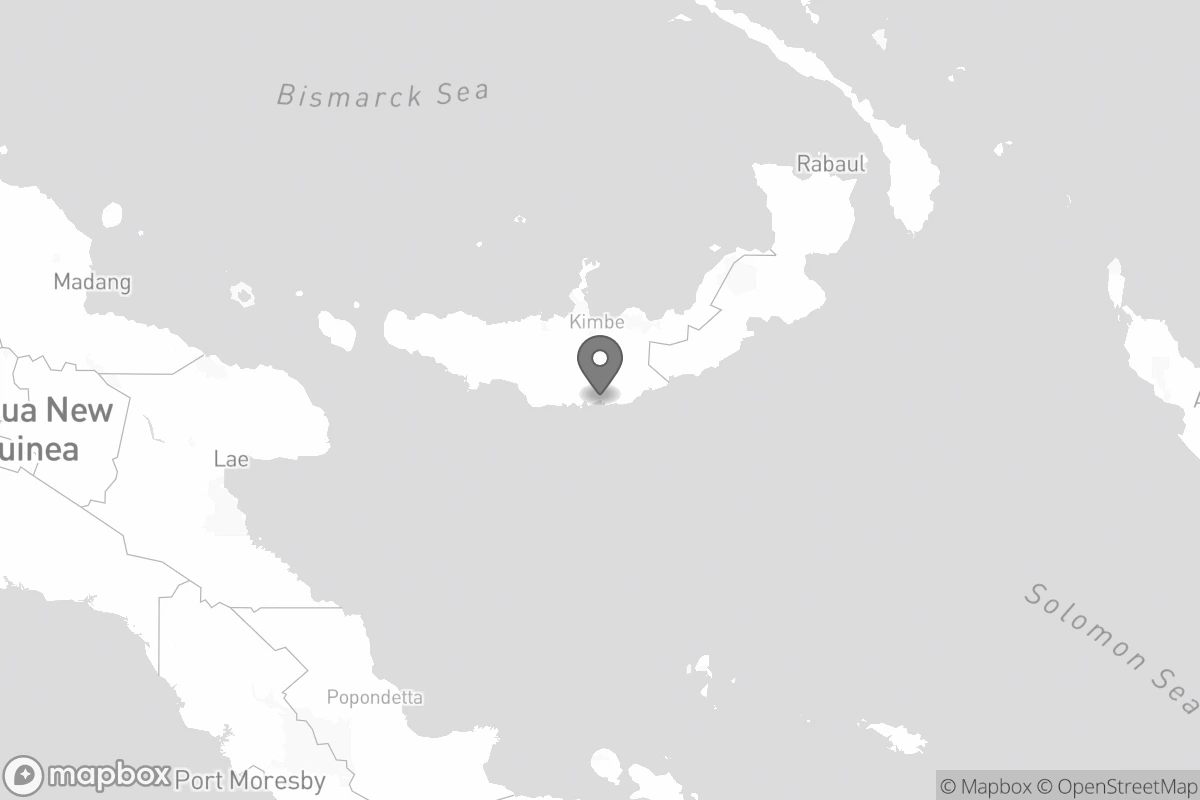 Bismarck Sea
Rabaul
Madang
Kimbe
ua New
uinea
Lae
Solomon Sea
Popondetta
mapbox
Port Moresby
© Mapbox © OpenStreetMap